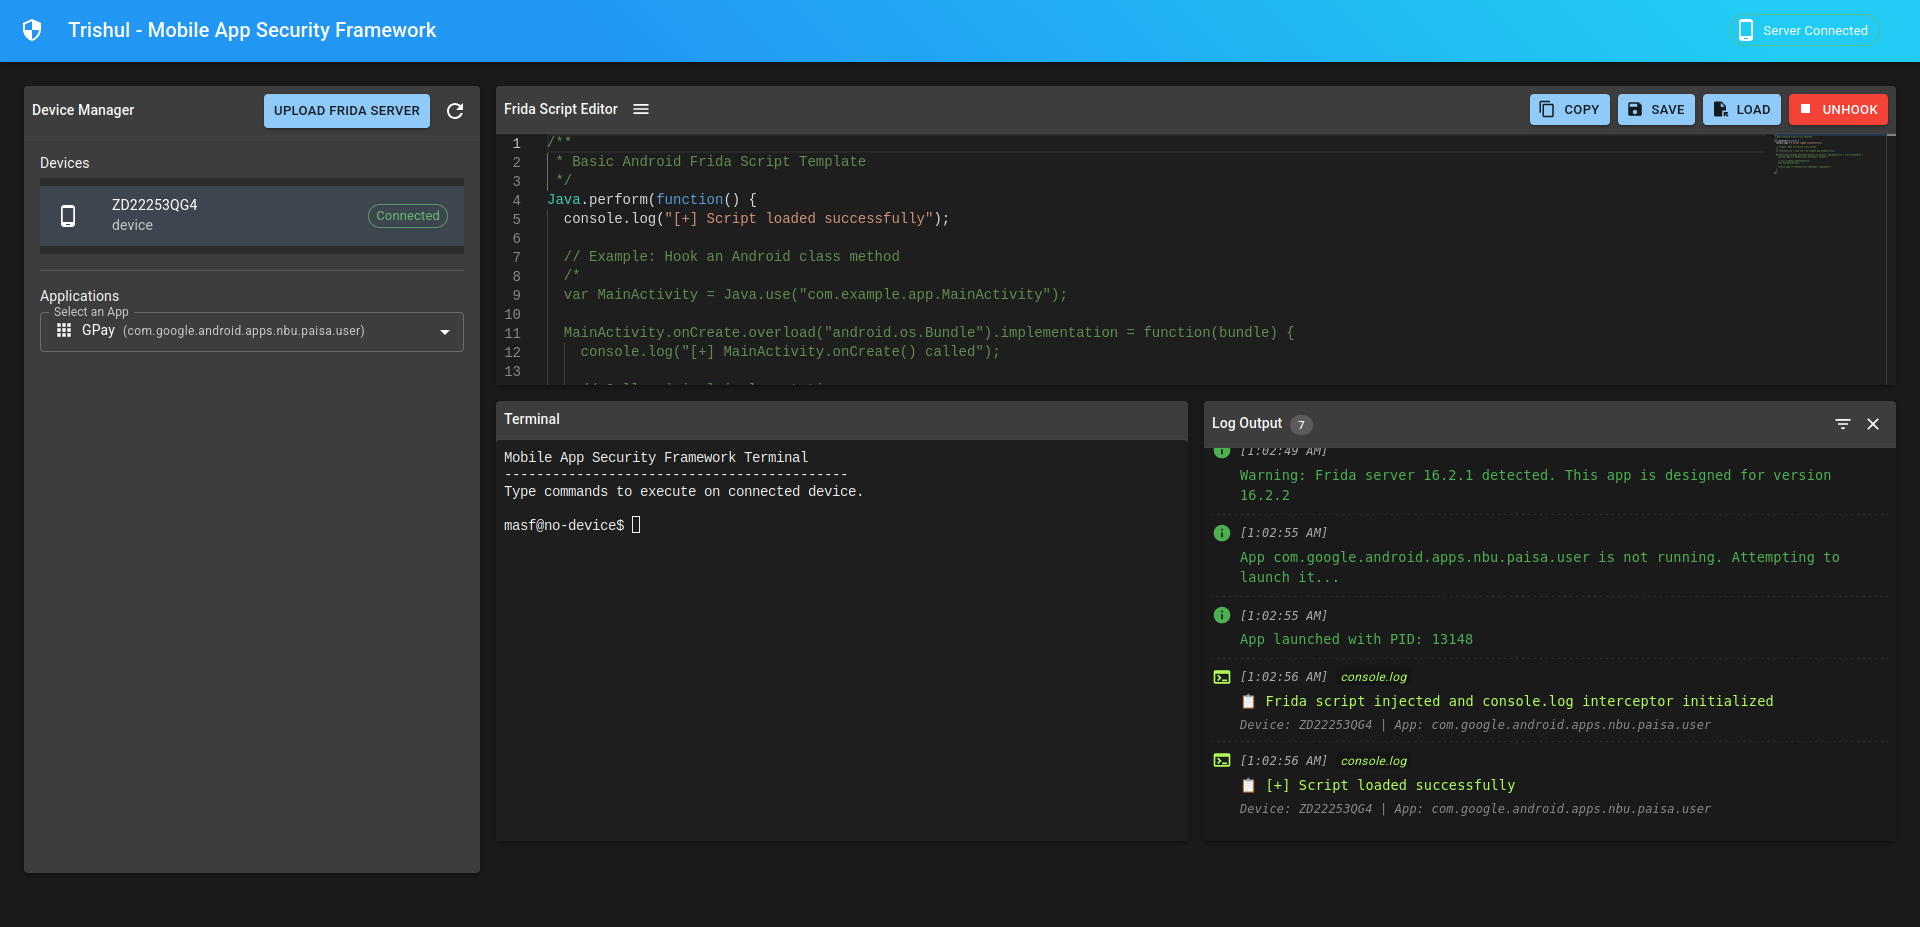 Trishul - Mobile App Security Framework
Server Connected
Device Manager
UPLOAD FRIDA SERVER
Devices
ZD22253QG4
device
Connected
Applications
Select an App
GPay (com.google.android.apps.nbu.paisa.user)
Frida Script Editor
COPY
SAVE
LOAD
UNHOOK
1 /**
2  * Basic Android Frida Script Template
3  */
4 Java.perform(function() {
5   console.log("[+] Script loaded successfully");
6
7   // Example: Hook an Android class method
8   /*
9   var MainActivity = Java.use("com.example.app.MainActivity");
10
11   MainActivity.onCreate.overload("android.os.Bundle").implementation = function(bundle) {
12     console.log("[+] MainActivity.onCreate() called");
13
Terminal
Mobile App Security Framework Terminal
-------------------------------------------
Type commands to execute on connected device.
masf@no-device$
Log Output 7
[1:02:49 AM]
Warning: Frida server 16.2.1 detected. This app is designed for version
16.2.2
[1:02:55 AM]
App com.google.android.apps.nbu.paisa.user is not running. Attempting to
launch it...
[1:02:55 AM]
App launched with PID: 13148
[1:02:56 AM] console.log
📋 Frida script injected and console.log interceptor initialized
Device: ZD22253QG4 | App: com.google.android.apps.nbu.paisa.user
[1:02:56 AM] console.log
📋 [+] Script loaded successfully
Device: ZD22253QG4 | App: com.google.android.apps.nbu.paisa.user